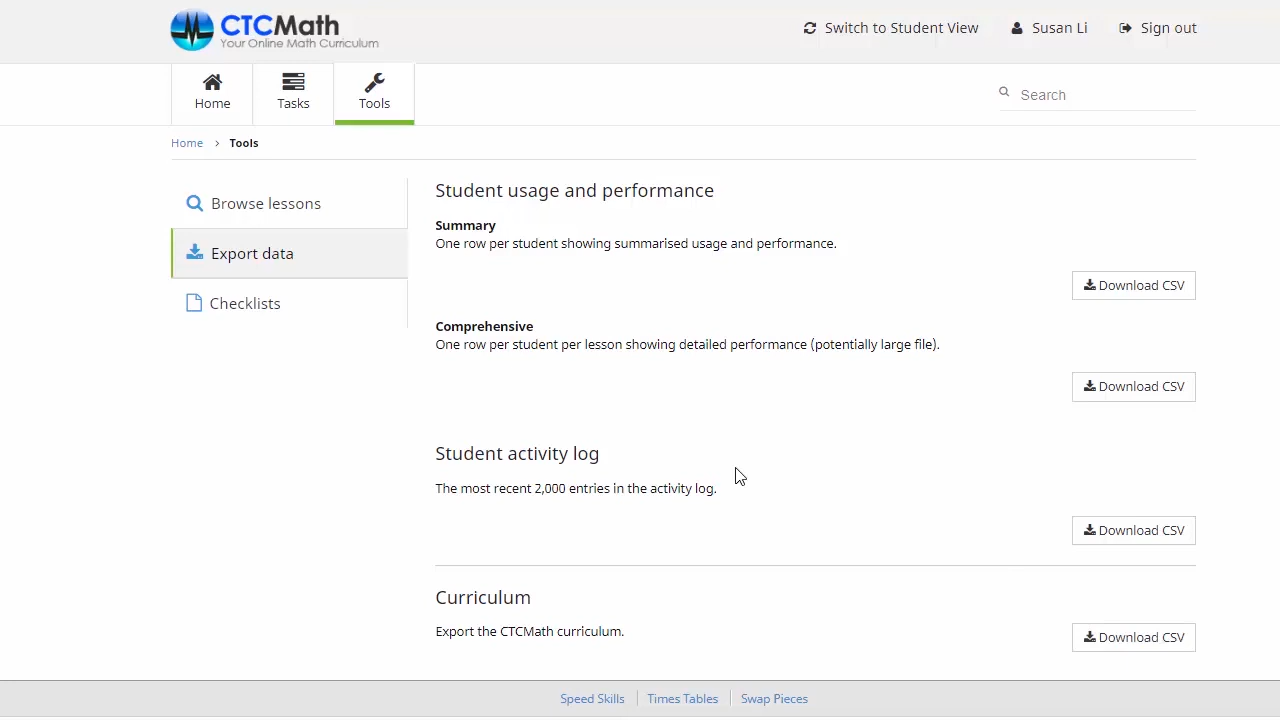 CTCMath
Your Online Math Curriculum
Switch to Student View
Susan Li
Sign out
Home
Tasks
Tools
Search
Home > Tools
Browse lessons
Export data
Checklists
Student usage and performance
Summary
One row per student showing summarised usage and performance.
Download CSV
Comprehensive
One row per student per lesson showing detailed performance (potentially large file).
Download CSV
Student activity log
The most recent 2,000 entries in the activity log.
Download CSV
Curriculum
Export the CTCMath curriculum.
Download CSV
Speed Skills
Times Tables
Swap Pieces